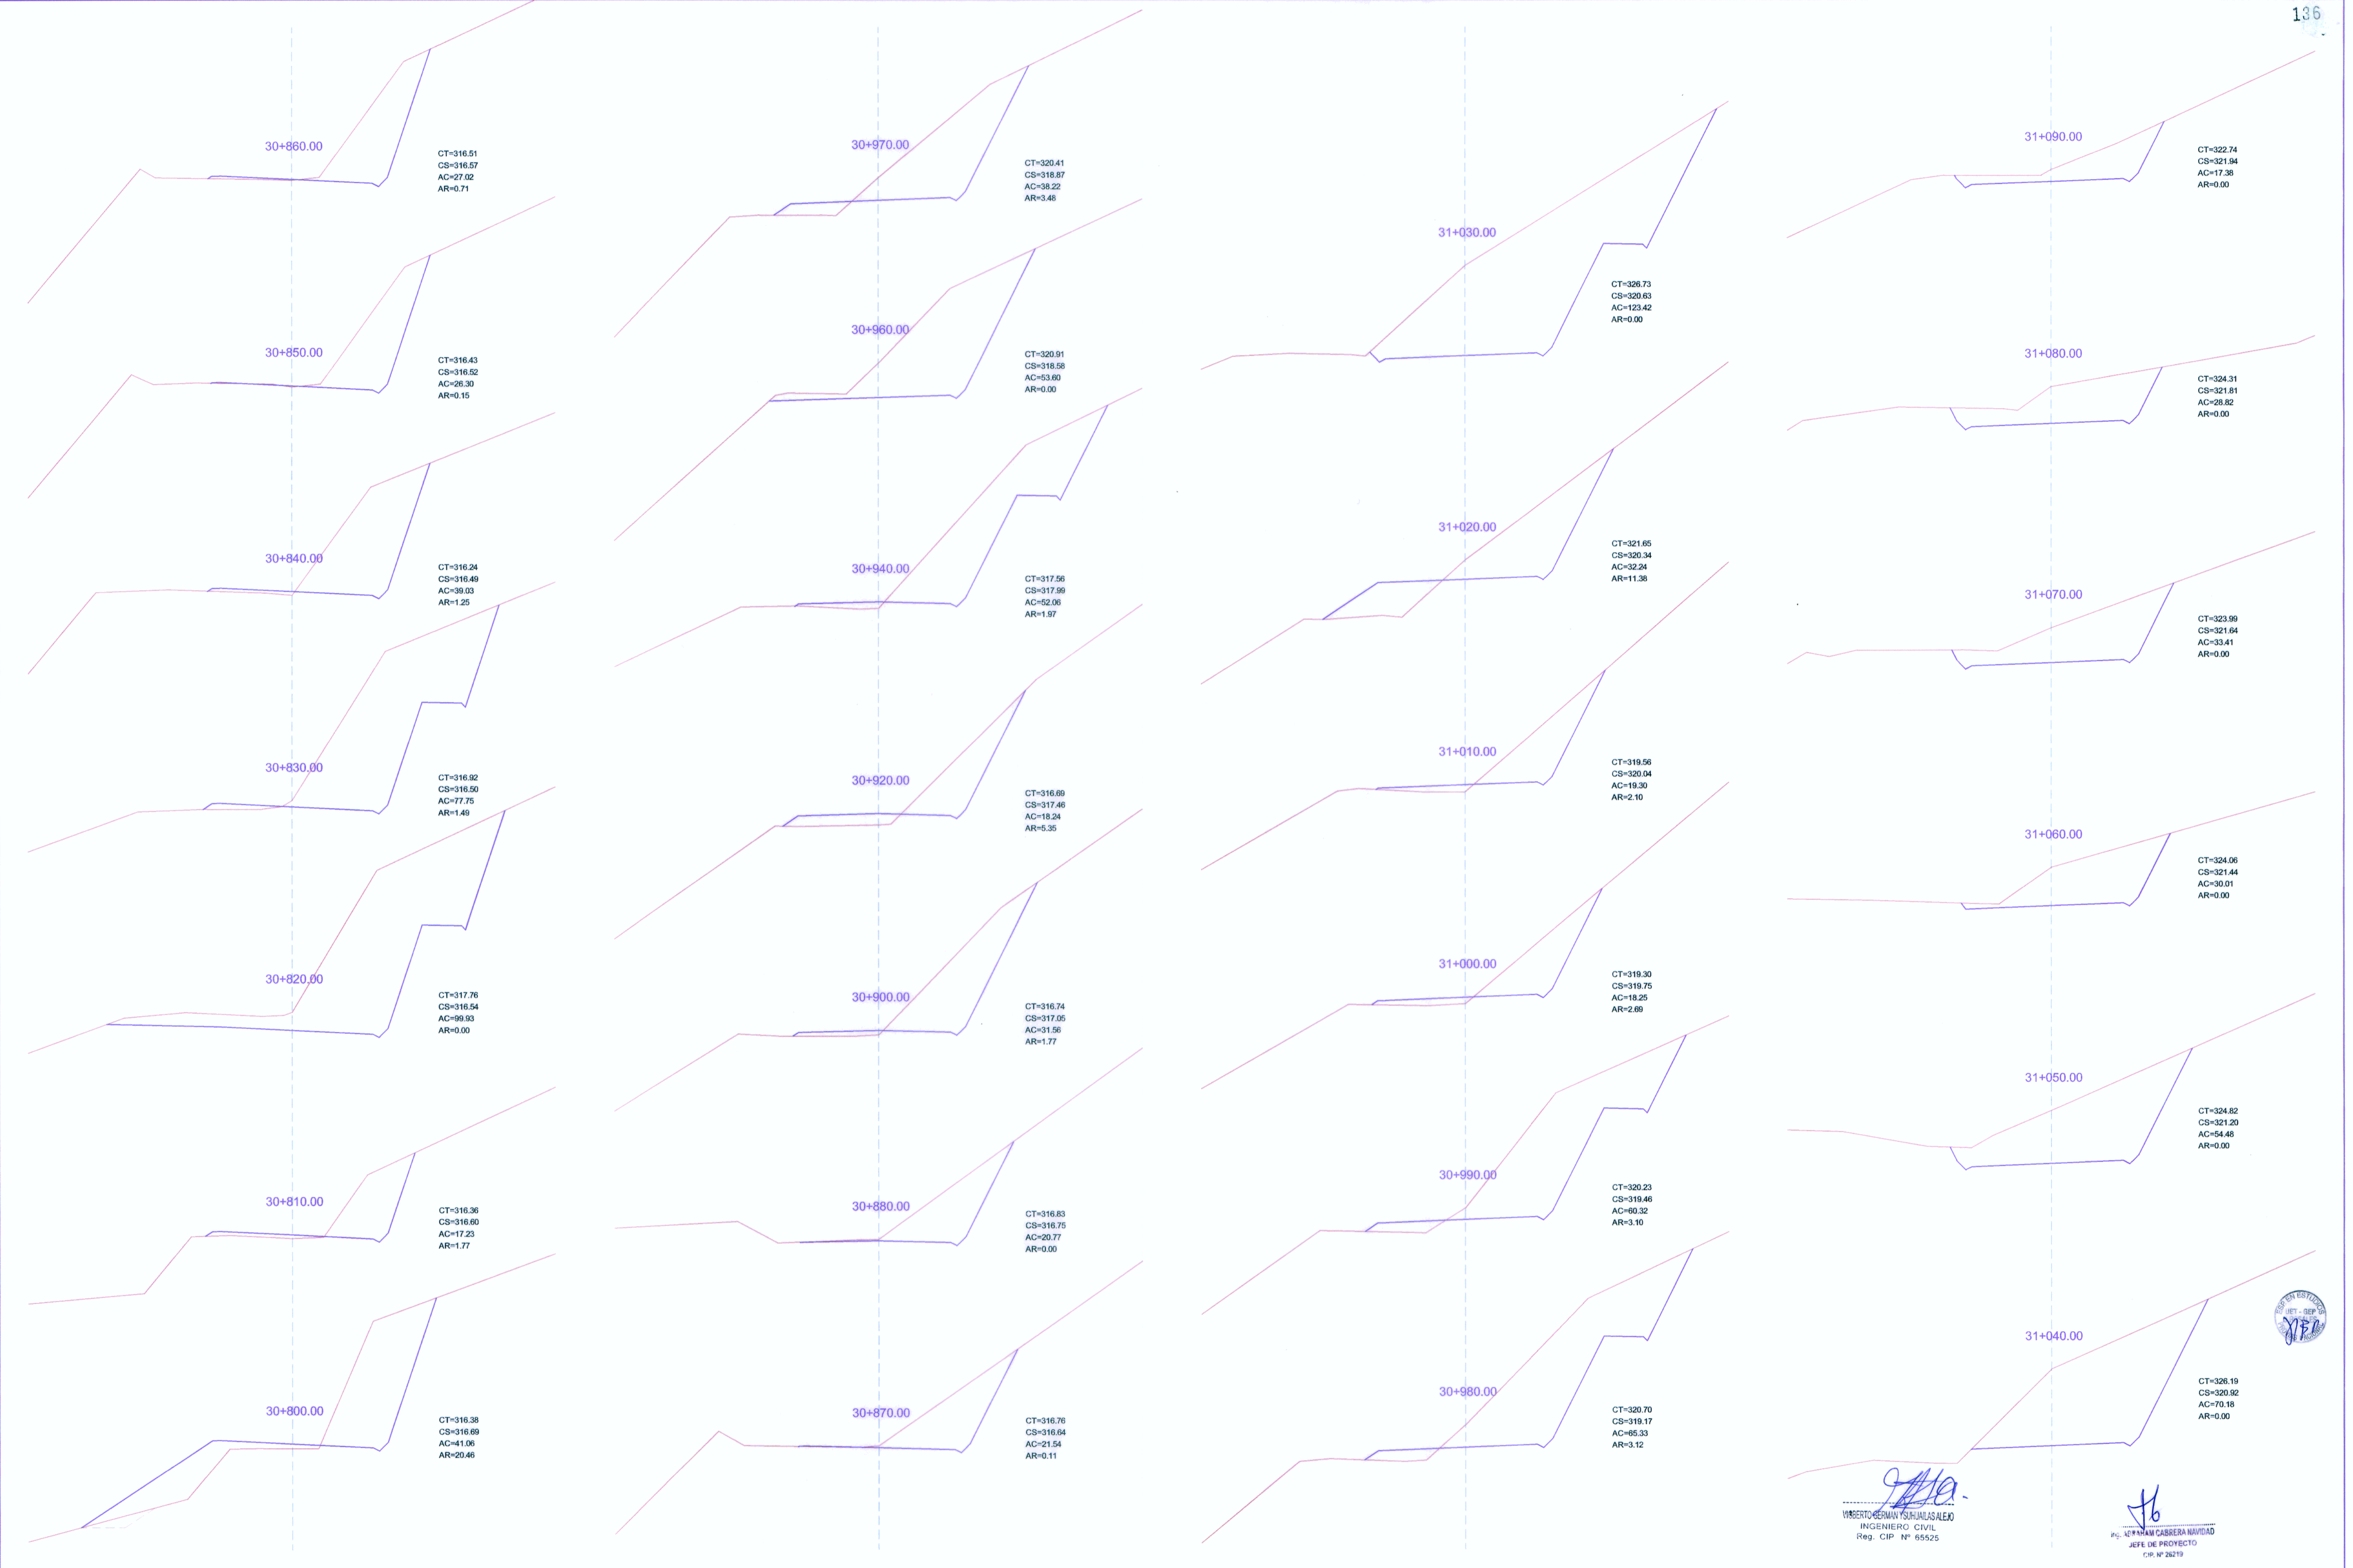 136
30+860.00
CT=316.51
CS=316.57
AC=27.02
AR=0.71
30+850.00
CT=316.43
CS=316.52
AC=26.30
AR=0.15
30+840.00
CT=316.24
CS=316.49
AC=39.03
AR=1.25
30+830.00
CT=316.92
CS=316.50
AC=77.75
AR=1.49
30+820.00
CT=317.76
CS=316.54
AC=99.93
AR=0.00
30+810.00
CT=316.36
CS=316.60
AC=17.23
AR=1.77
30+800.00
CT=316.38
CS=316.69
AC=41.06
AR=20.46
30+970.00
CT=320.41
CS=318.87
AC=38.22
AR=3.48
30+960.00
CT=320.91
CS=318.58
AC=53.60
AR=0.00
30+940.00
CT=317.56
CS=317.99
AC=52.06
AR=1.97
30+920.00
CT=316.69
CS=317.46
AC=18.24
AR=5.35
30+900.00
CT=316.74
CS=317.05
AC=31.56
AR=1.77
30+880.00
CT=316.83
CS=316.75
AC=20.77
AR=0.00
30+870.00
CT=316.76
CS=316.64
AC=21.54
AR=0.11
31+030.00
CT=326.73
CS=320.63
AC=123.42
AR=0.00
31+020.00
CT=321.65
CS=320.34
AC=32.24
AR=11.38
31+010.00
CT=319.56
CS=320.04
AC=19.30
AR=2.10
31+000.00
CT=319.30
CS=319.75
AC=18.25
AR=2.69
30+990.00
CT=320.23
CS=319.46
AC=60.32
AR=3.10
30+980.00
CT=320.70
CS=319.17
AC=65.33
AR=3.12
31+090.00
CT=322.74
CS=321.94
AC=17.38
AR=0.00
31+080.00
CT=324.31
CS=321.81
AC=28.82
AR=0.00
31+070.00
CT=323.99
CS=321.64
AC=33.41
AR=0.00
31+060.00
CT=324.06
CS=321.44
AC=30.01
AR=0.00
31+050.00
CT=324.82
CS=321.20
AC=54.48
AR=0.00
31+040.00
CT=326.19
CS=320.92
AC=70.18
AR=0.00
EN ESTUDIOS
UET - GEP
GERMAN YSUHUAILAS ALEJO
INGENIERO CIVIL
Reg. CIP Nº 65525
Ing. ABRAHAM CABRERA NAVIDAD
JEFE DE PROYECTO
CIP. Nº 26219